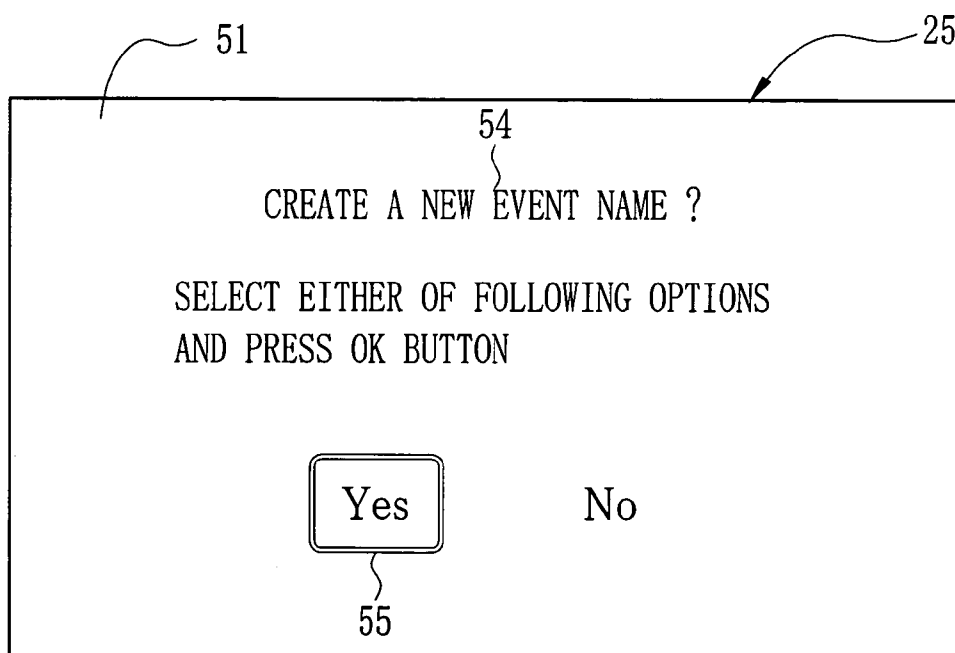 51
25
54
CREATE A NEW EVENT NAME ?
SELECT EITHER OF FOLLOWING OPTIONS
AND PRESS OK BUTTON
Yes No
55